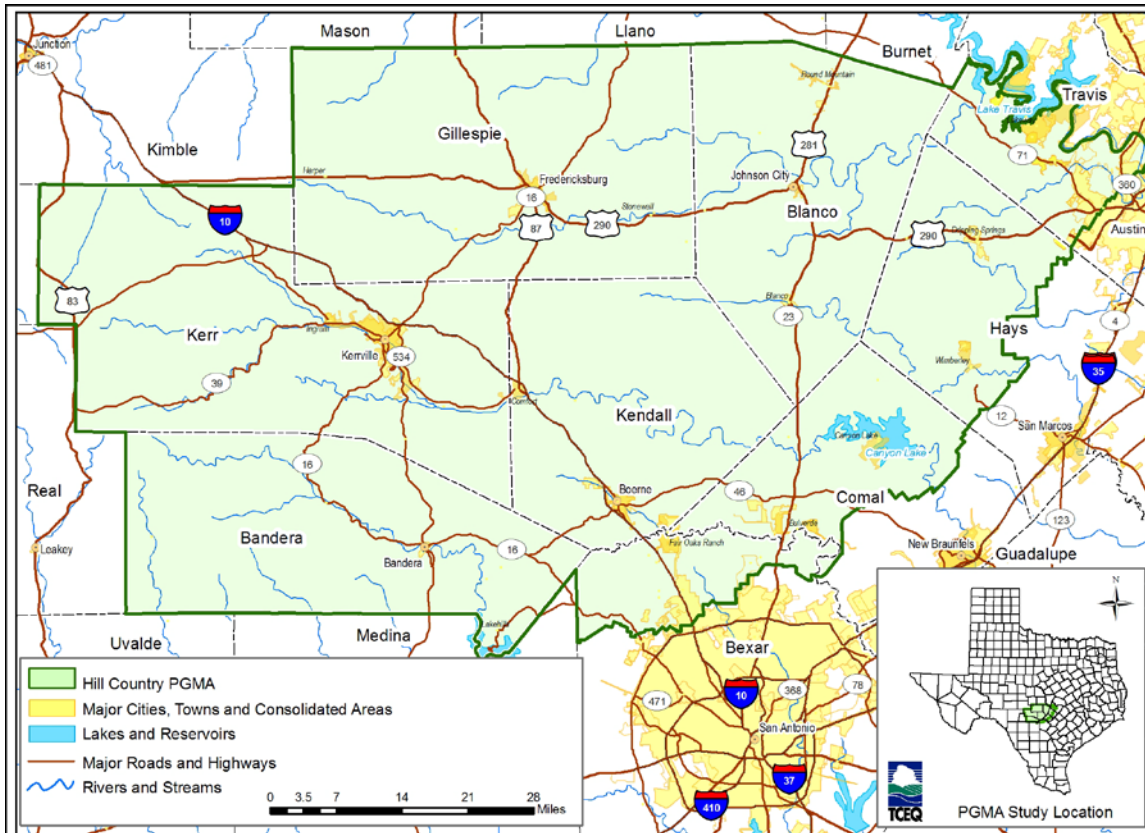 Mason
Llano
Burnet
Junction
481
Round Mountain
Lake Travis
Travis
Gillespie
Kimble
281
71
Harper
Fredericksburg
Johnson City
360
16
Stonewall
Blanco
10
87
290
290
Dripping Springs
Austin
83
Blanco
Kerr
Ingram
23
Hays
4
Kerrville
534
Wimberley
35
39
Comfort
Kendall
12
San Marcos
Canyon Lake
Canyon Lake
16
Real
Boerne
46
Comal
123
Bulverde
Bandera
Fair Oaks Ranch
New Braunfels
Leakey
Bandera
16
Guadalupe
N
Lakehills
Uvalde
Medina
Bexar
Hill Country PGMA
Major Cities, Towns and Consolidated Areas
Lakes and Reservoirs
Major Roads and Highways
Rivers and Streams
0 3.5 7 14 21 28
Miles
471
10
368
78
San Antonio
37
410
TCEQ
PGMA Study Location